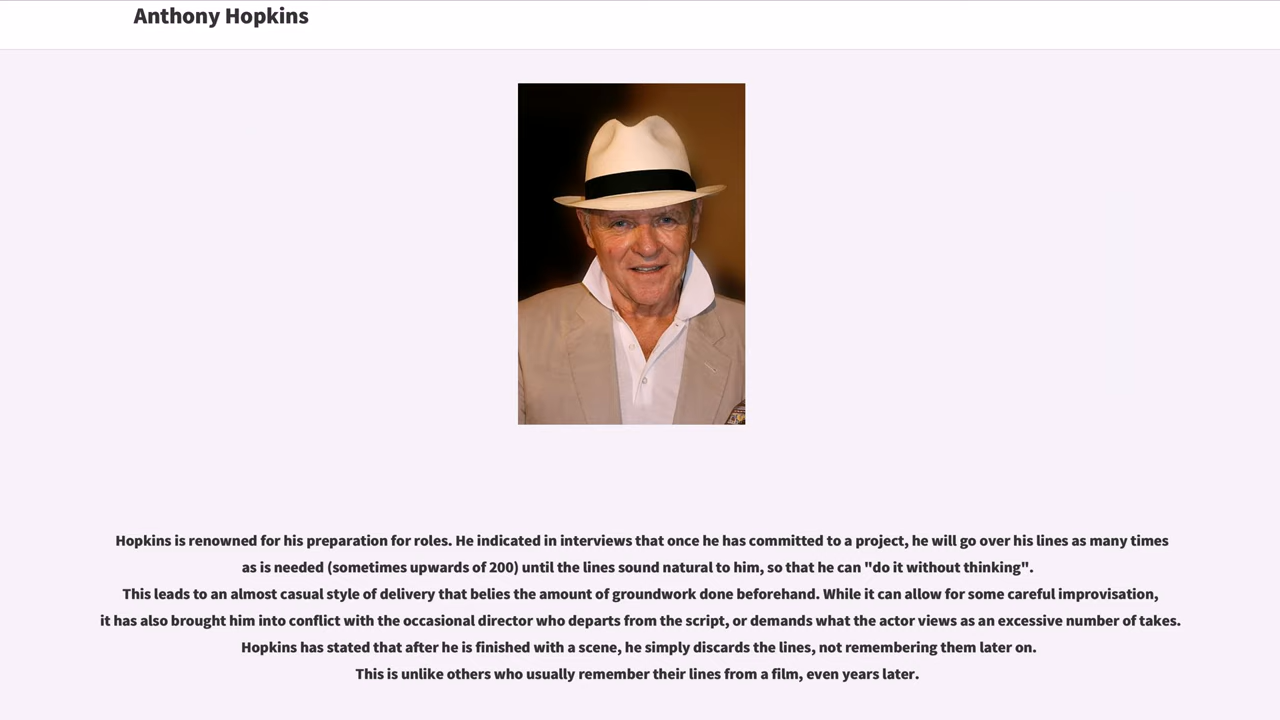 Anthony Hopkins
Hopkins is renowned for his preparation for roles. He indicated in interviews that once he has committed to a project, he will go over his lines as many times
as is needed (sometimes upwards of 200) until the lines sound natural to him, so that he can "do it without thinking".
This leads to an almost casual style of delivery that belies the amount of groundwork done beforehand. While it can allow for some careful improvisation,
it has also brought him into conflict with the occasional director who departs from the script, or demands what the actor views as an excessive number of takes.
Hopkins has stated that after he is finished with a scene, he simply discards the lines, not remembering them later on.
This is unlike others who usually remember their lines from a film, even years later.